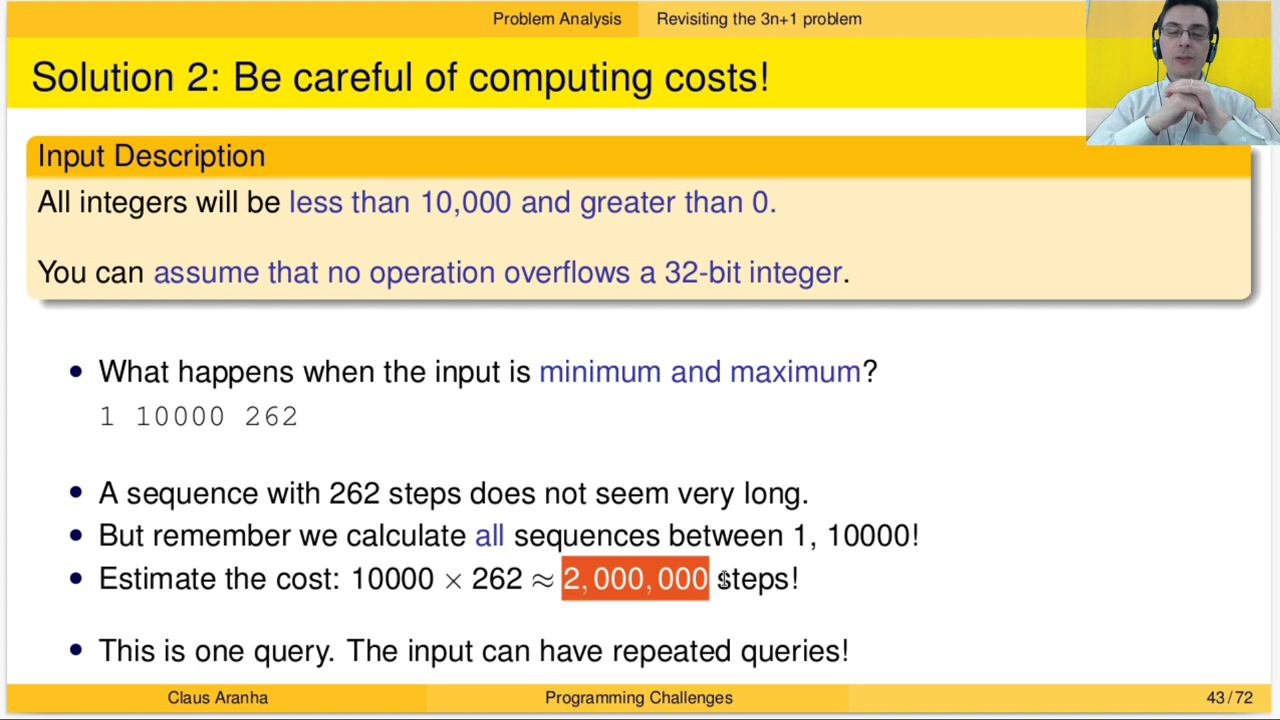 Problem Analysis Revisiting the 3n+1 problem
Solution 2: Be careful of computing costs!
Input Description
All integers will be less than 10,000 and greater than 0.
You can assume that no operation overflows a 32-bit integer.
• What happens when the input is minimum and maximum?
1 10000 262
• A sequence with 262 steps does not seem very long.
• But remember we calculate all sequences between 1, 10000!
• Estimate the cost: 10000 × 262 ≈ 2,000,000 steps!
• This is one query. The input can have repeated queries!
Claus Aranha Programming Challenges 43/72